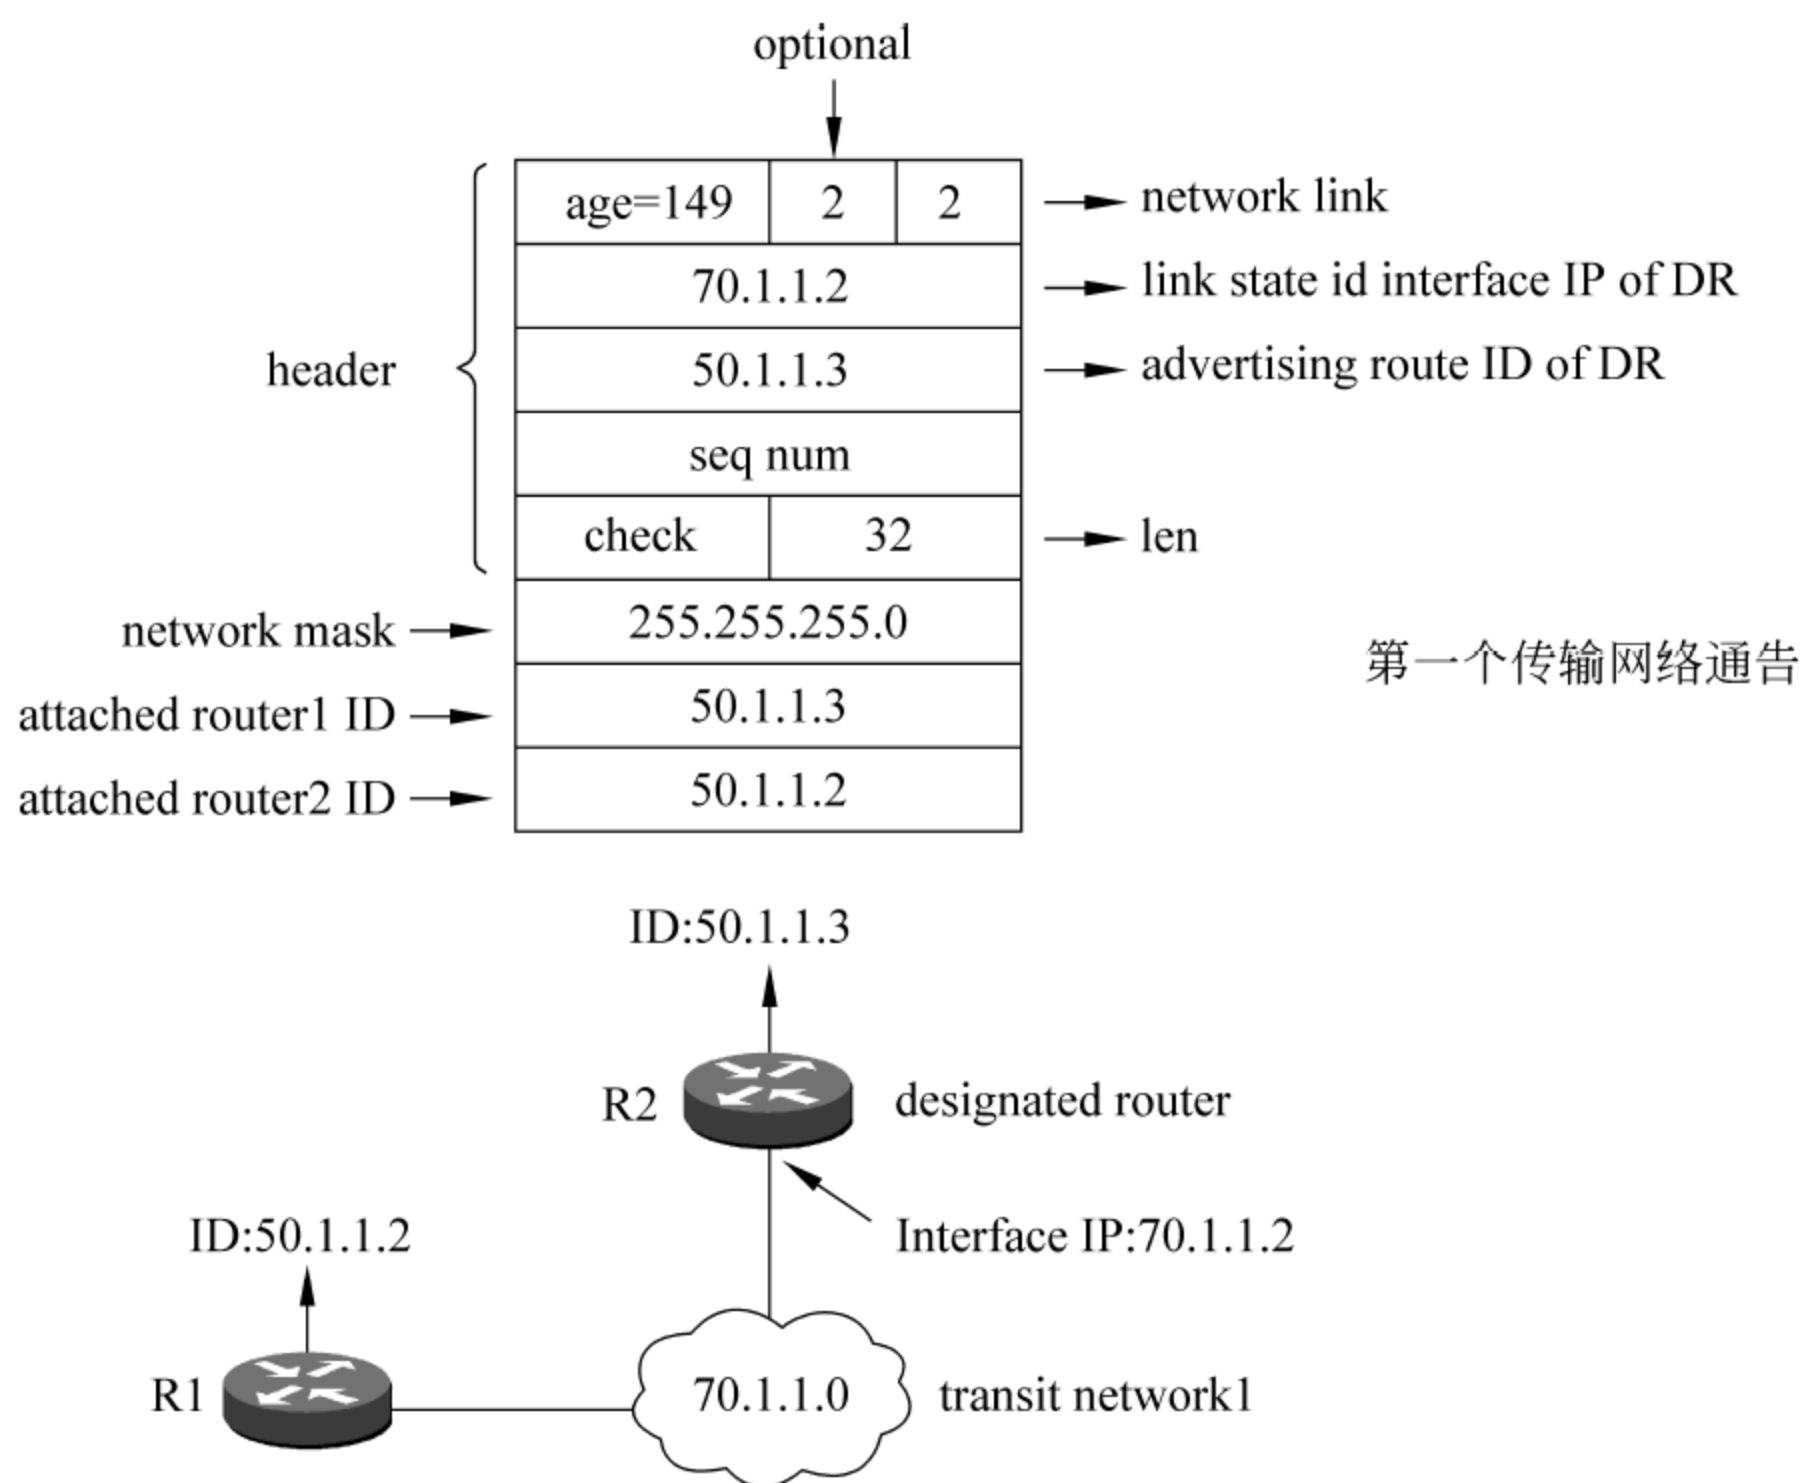 optional
age=149 2 2 network link
70.1.1.2 link state id interface IP of DR
header 50.1.1.3 advertising route ID of DR
seq num
check 32 len
network mask 255.255.255.0
第一个传输网络通告
attached router1 ID 50.1.1.3
attached router2 ID 50.1.1.2
ID:50.1.1.3
R2 designated router
ID:50.1.1.2 Interface IP:70.1.1.2
R1 70.1.1.0 transit network1